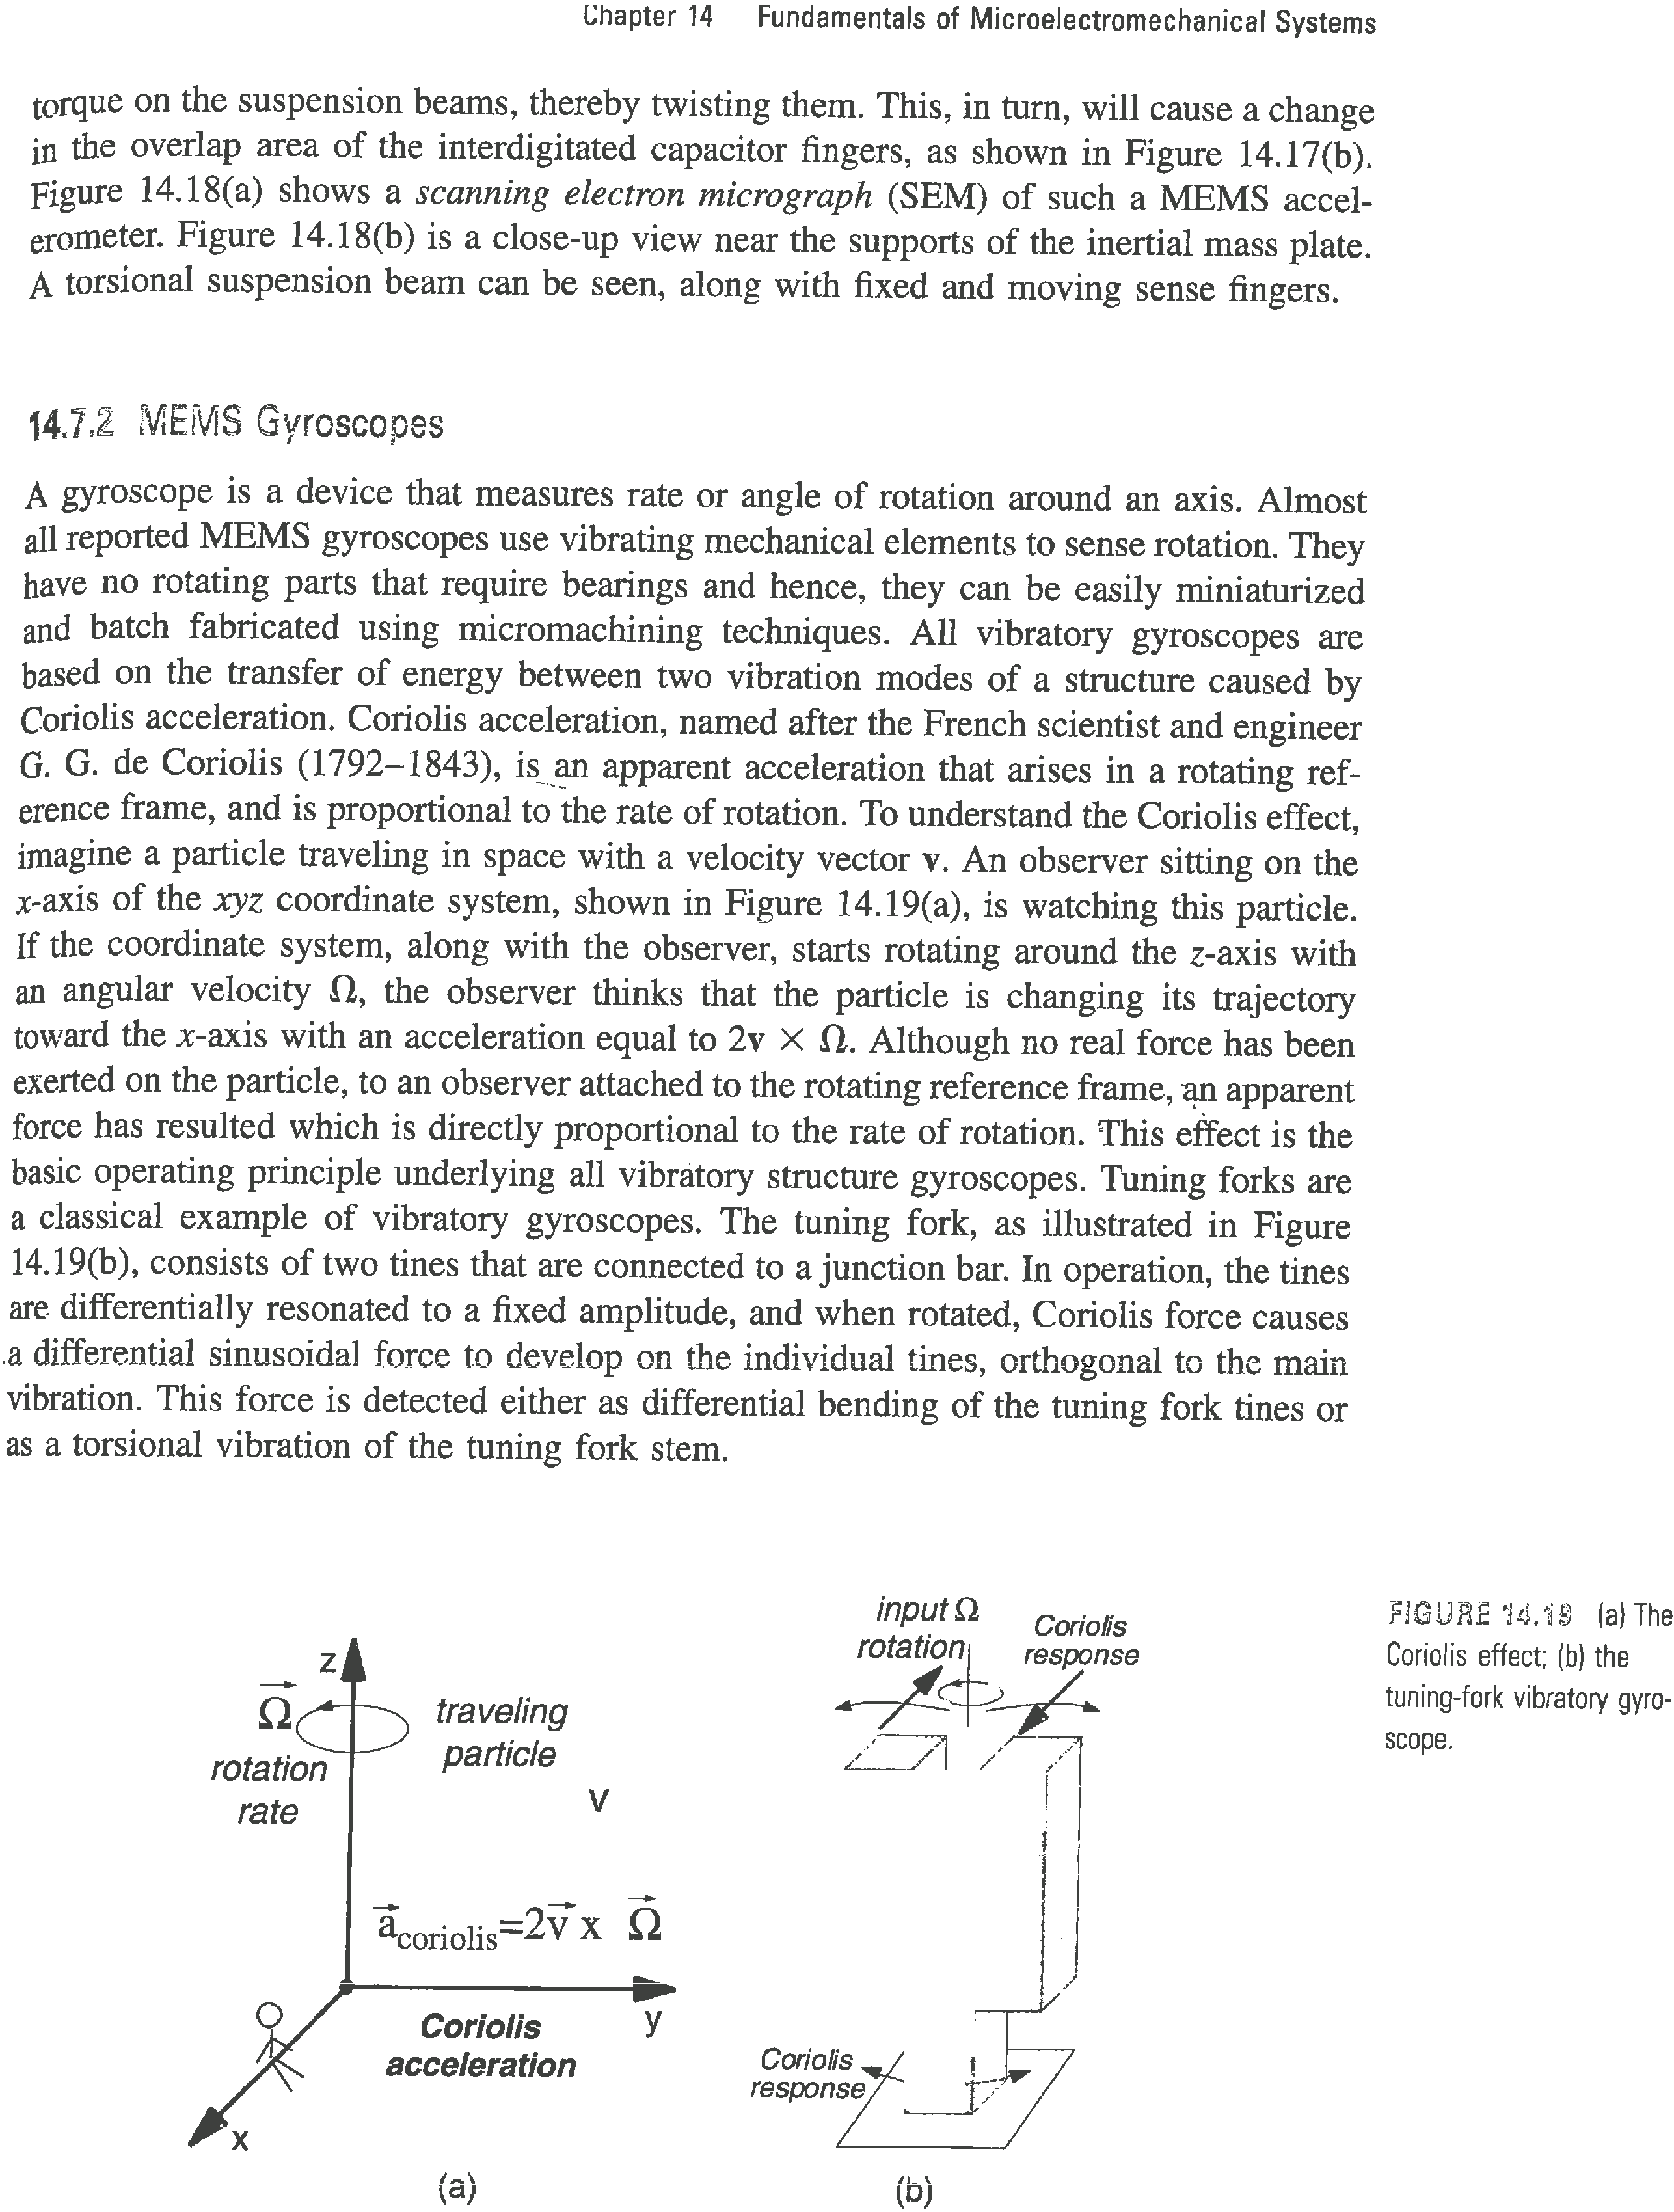 Chapter 14 Fundamentals of Microelectromechanical Systems
torque on the suspension beams, thereby twisting them. This, in turn, will cause a change
in the overlap area of the interdigitated capacitor fingers, as shown in Figure 14.17(b).
Figure 14.18(a) shows a scanning electron micrograph (SEM) of such a MEMS accel-
erometer. Figure 14.18(b) is a close-up view near the supports of the inertial mass plate.
A torsional suspension beam can be seen, along with fixed and moving sense fingers.
14.7.2 MEMS Gyroscopes
A gyroscope is a device that measures rate or angle of rotation around an axis. Almost
all reported MEMS gyroscopes use vibrating mechanical elements to sense rotation. They
have no rotating parts that require bearings and hence, they can be easily miniaturized
and batch fabricated using micromachining techniques. All vibratory gyroscopes are
based on the transfer of energy between two vibration modes of a structure caused by
Coriolis acceleration. Coriolis acceleration, named after the French scientist and engineer
G. G. de Coriolis (1792–1843), is an apparent acceleration that arises in a rotating ref-
erence frame, and is proportional to the rate of rotation. To understand the Coriolis effect,
imagine a particle traveling in space with a velocity vector v. An observer sitting on the
x-axis of the xyz coordinate system, shown in Figure 14.19(a), is watching this particle.
If the coordinate system, along with the observer, starts rotating around the z-axis with
an angular velocity Ω, the observer thinks that the particle is changing its trajectory
toward the x-axis with an acceleration equal to 2v × Ω. Although no real force has been
exerted on the particle, to an observer attached to the rotating reference frame, an apparent
force has resulted which is directly proportional to the rate of rotation. This effect is the
basic operating principle underlying all vibratory structure gyroscopes. Tuning forks are
a classical example of vibratory gyroscopes. The tuning fork, as illustrated in Figure
14.19(b), consists of two tines that are connected to a junction bar. In operation, the tines
are differentially resonated to a fixed amplitude, and when rotated, Coriolis force causes
a differential sinusoidal force to develop on the individual tines, orthogonal to the main
vibration. This force is detected either as differential bending of the tuning fork tines or
as a torsional vibration of the tuning fork stem.
z
Ω
rotation
rate
traveling
particle
v
a coriolis=2v x Ω
Coriolis
acceleration
y
x
(a)
input Ω
rotation
Coriolis
response
Coriolis
response
(b)
FIGURE 14.19 (a) The
Coriolis effect; (b) the
tuning-fork vibratory gyro-
scope.